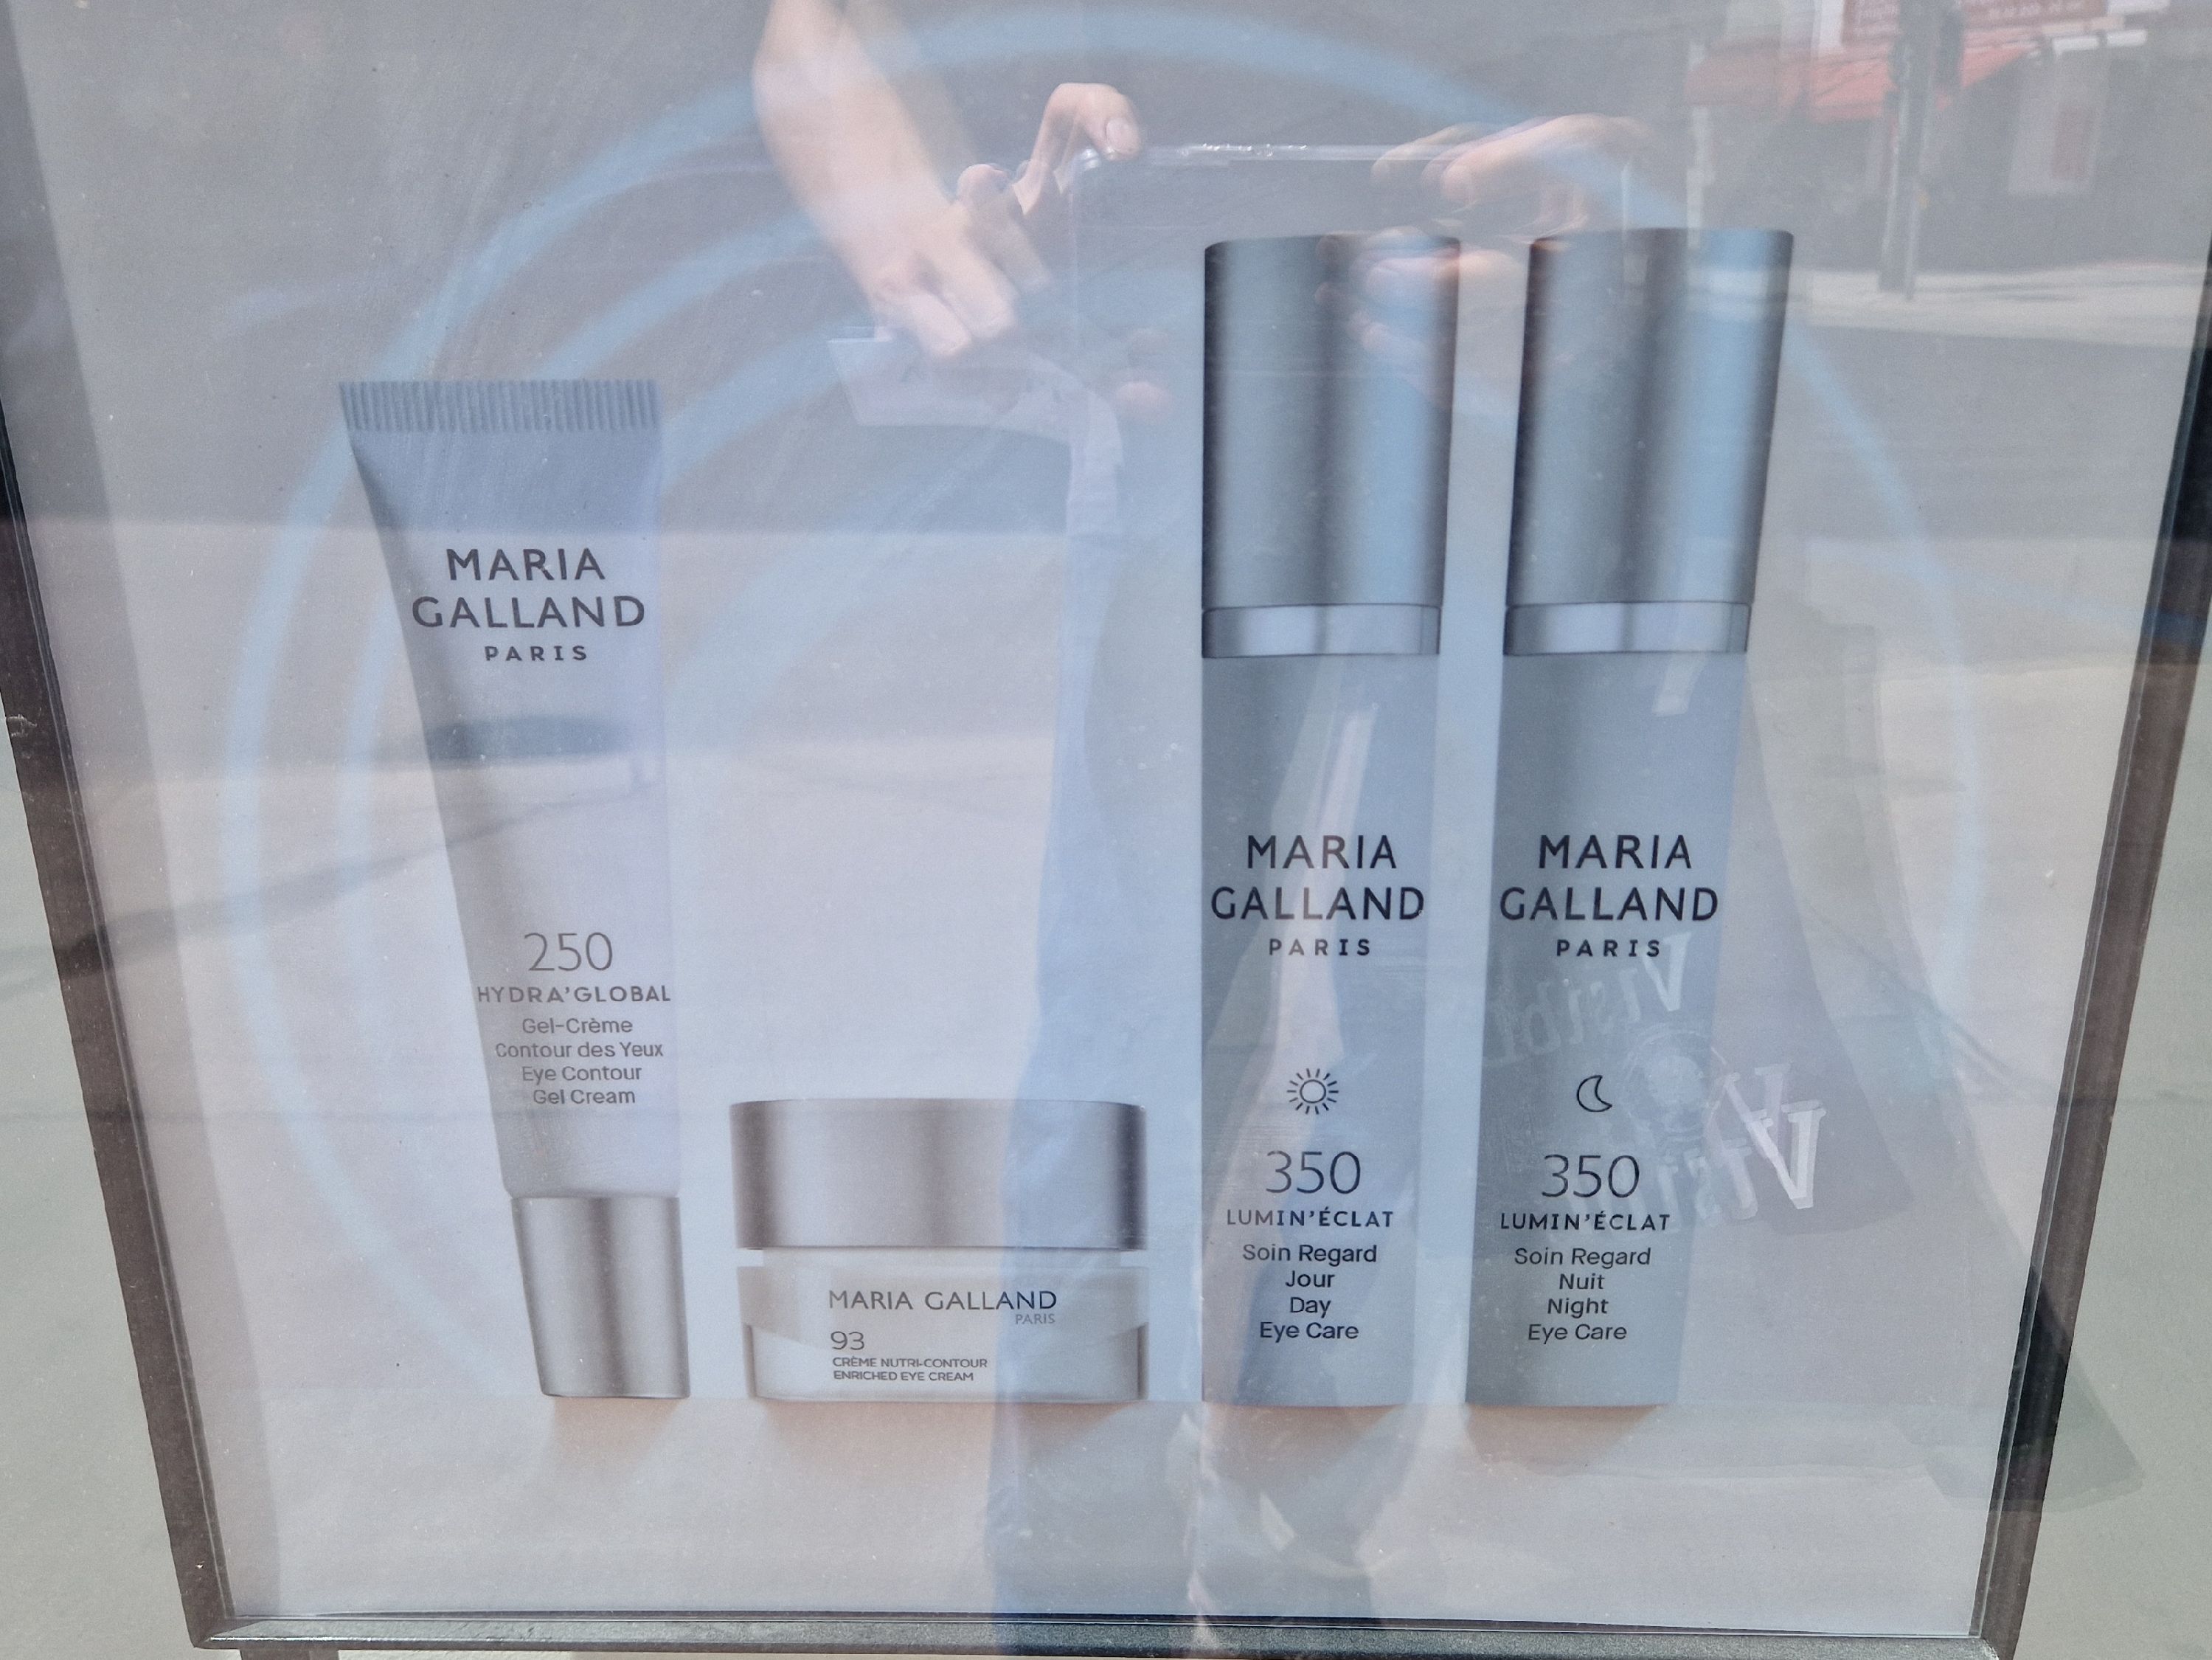 MARIA
GALLAND
PARIS
250
HYDRA'GLOBAL
Gel-Crème
Contour des Yeux
Eye Contour
Gel Cream
MARIA GALLAND
PARIS
93
CRÈME NUTRI-CONTOUR
ENRICHED EYE CREAM
MARIA
GALLAND
PARIS
350
LUMIN'ÉCLAT
Soin Regard
Jour
Day
Eye Care
MARIA
GALLAND
PARIS
350
LUMIN'ÉCLAT
Soin Regard
Nuit
Night
Eye Care